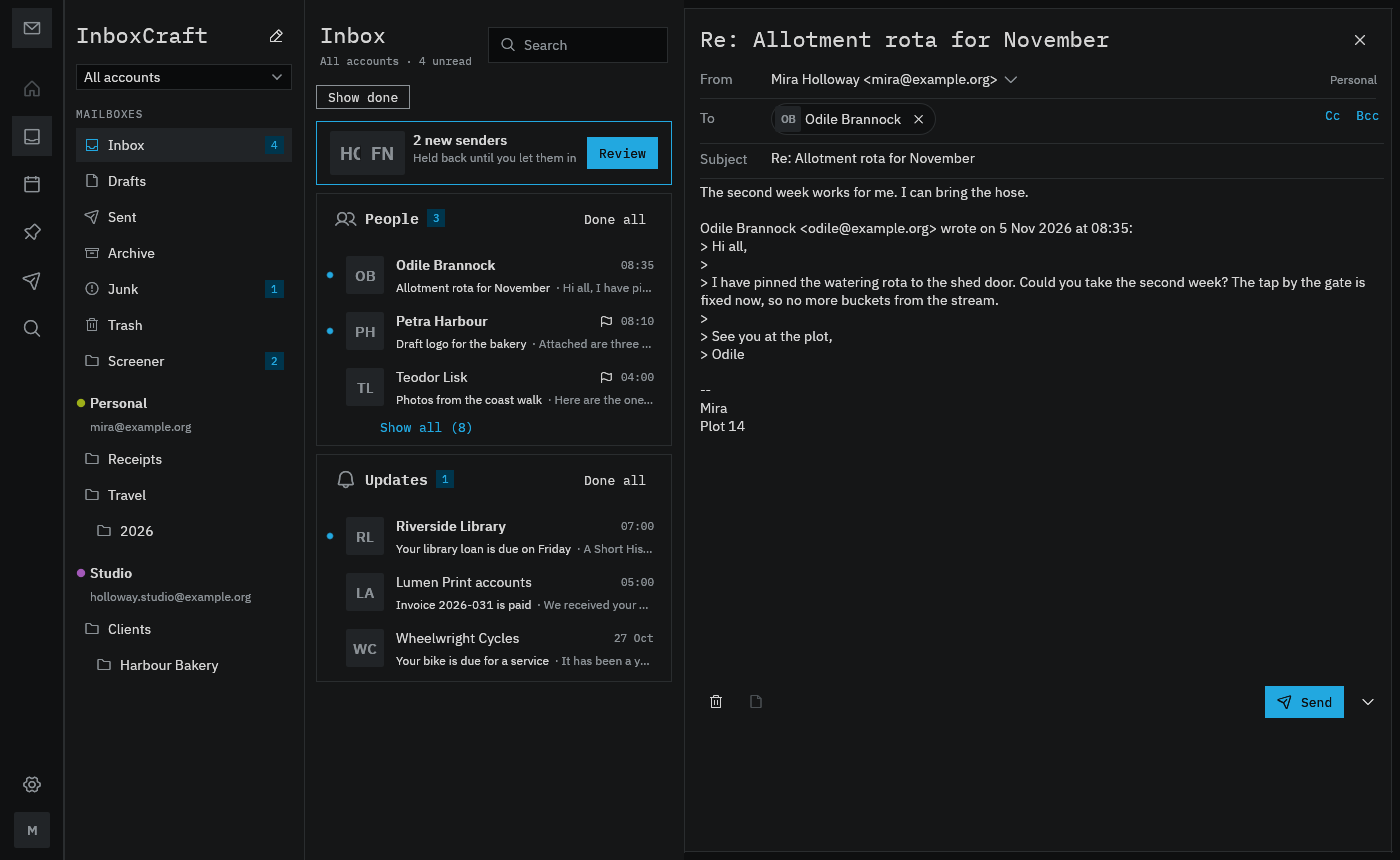 InboxCraft
All accounts
MAILBOXES
Inbox 4
Drafts
Sent
Archive
Junk 1
Trash
Screener 2
Personal
mira@example.org
Receipts
Travel
2026
Studio
holloway.studio@example.org
Clients
Harbour Bakery
M
Inbox
All accounts · 4 unread
Search
Show done
HC FN
2 new senders
Held back until you let them in
Review
People 3
Done all
OB
Odile Brannock 08:35
Allotment rota for November · Hi all, I have pi...
PH
Petra Harbour 08:10
Draft logo for the bakery · Attached are three ...
TL
Teodor Lisk 04:00
Photos from the coast walk · Here are the one...
Show all (8)
Updates 1
Done all
RL
Riverside Library 07:00
Your library loan is due on Friday · A Short His...
LA
Lumen Print accounts 05:00
Invoice 2026-031 is paid · We received your ...
WC
Wheelwright Cycles 27 Oct
Your bike is due for a service · It has been a y...
Re: Allotment rota for November
From Mira Holloway <mira@example.org> Personal
To OB Odile Brannock Cc Bcc
Subject Re: Allotment rota for November
The second week works for me. I can bring the hose.
Odile Brannock <odile@example.org> wrote on 5 Nov 2026 at 08:35:
> Hi all,
>
> I have pinned the watering rota to the shed door. Could you take the second week? The tap by the gate is
fixed now, so no more buckets from the stream.
>
> See you at the plot,
> Odile
--
Mira
Plot 14
Send